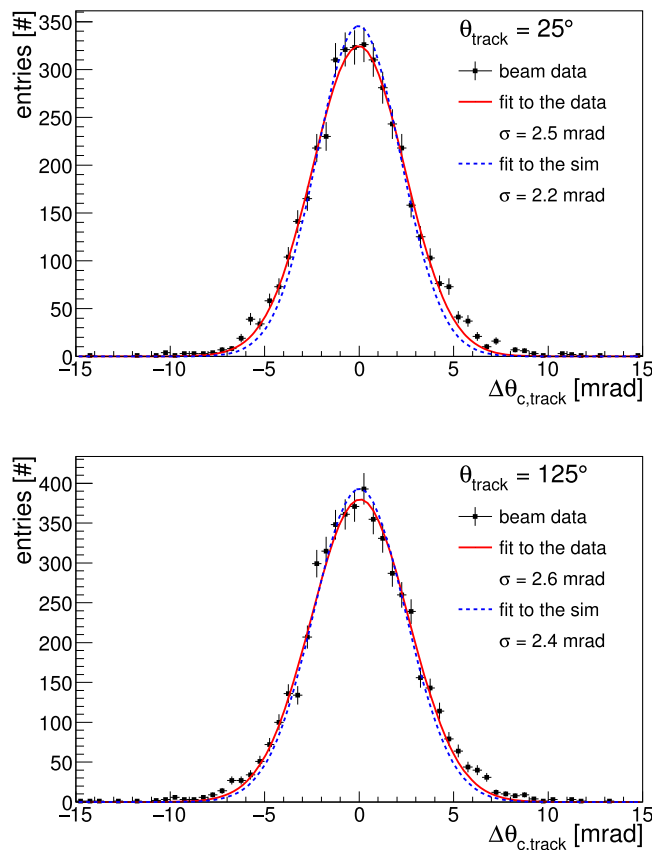 entries [#]
350
300
250
200
150
100
50
0
θtrack = 25°
beam data
fit to the data
σ = 2.5 mrad
fit to the sim
σ = 2.2 mrad
−15 −10 −5 0 5 10 15
Δθc,track [mrad]
entries [#]
400
350
300
250
200
150
100
50
0
θtrack = 125°
beam data
fit to the data
σ = 2.6 mrad
fit to the sim
σ = 2.4 mrad
−15 −10 −5 0 5 10 15
Δθc,track [mrad]